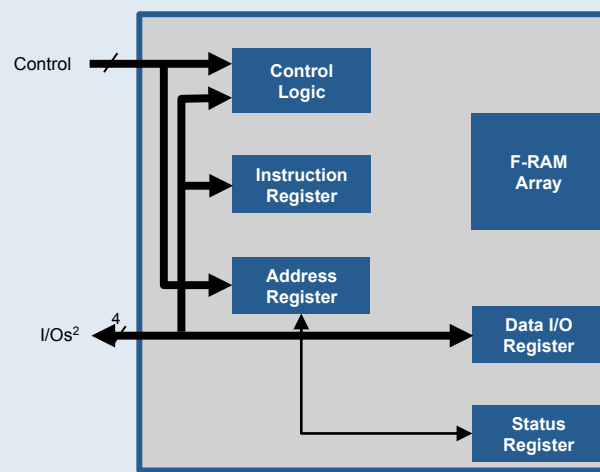 Control
Control
Logic
F-RAM
Array
Instruction
Register
Address
Register
4
I/Os²
Data I/O
Register
Status
Register